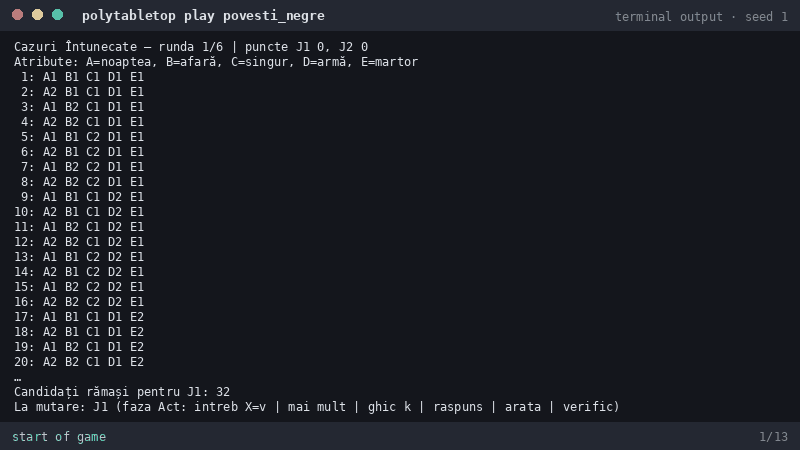 polytabletop play povesti_negre
terminal output · seed 1
Cazuri Întunecate — runda 1/6 | puncte J1 0, J2 0
Atribute: A=noaptea, B=afară, C=singur, D=armă, E=martor
1: A1 B1 C1 D1 E1
2: A2 B1 C1 D1 E1
3: A1 B2 C1 D1 E1
4: A2 B2 C1 D1 E1
5: A1 B1 C2 D1 E1
6: A2 B1 C2 D1 E1
7: A1 B2 C2 D1 E1
8: A2 B2 C2 D1 E1
9: A1 B1 C1 D2 E1
10: A2 B1 C1 D2 E1
11: A1 B2 C1 D2 E1
12: A2 B2 C1 D2 E1
13: A1 B1 C2 D2 E1
14: A2 B1 C2 D2 E1
15: A1 B2 C2 D2 E1
16: A2 B2 C2 D2 E1
17: A1 B1 C1 D1 E2
18: A2 B1 C1 D1 E2
19: A1 B2 C1 D1 E2
20: A2 B2 C1 D1 E2
…
Candidați rămași pentru J1: 32
La mutare: J1 (faza Act: intreb X=v | mai mult | ghic k | raspuns | arata | verific)
start of game
1/13